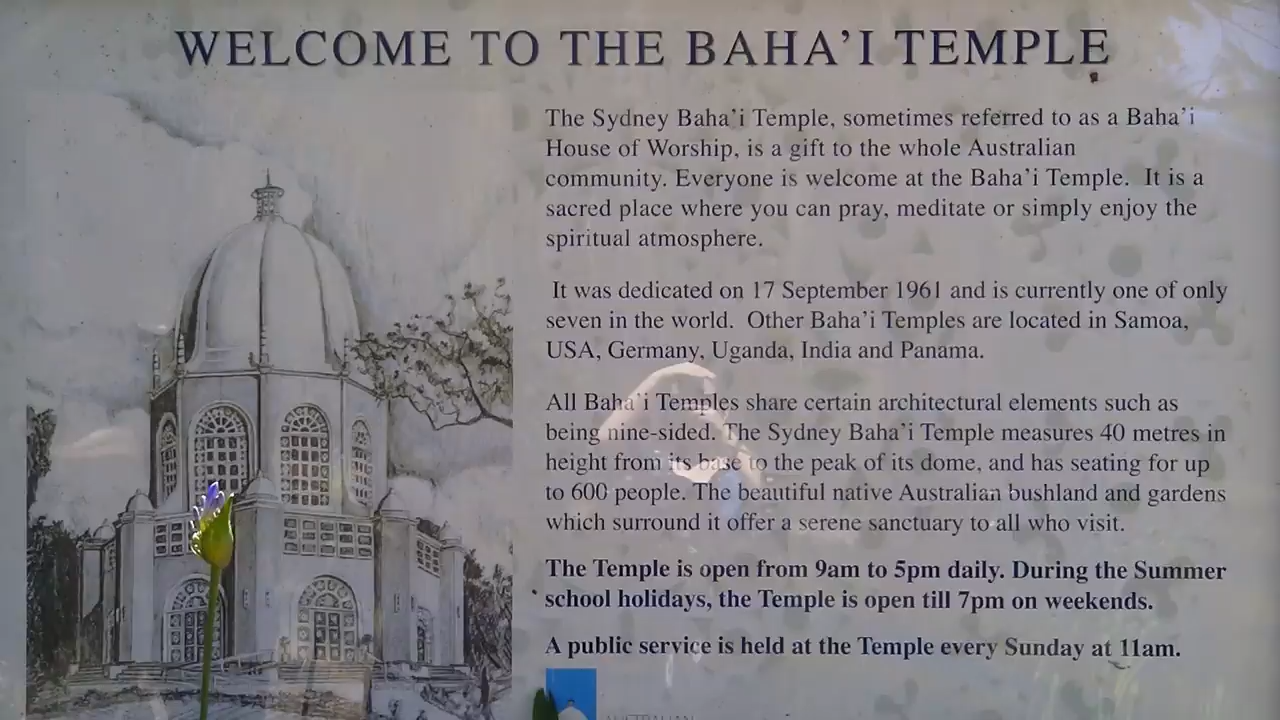 WELCOME TO THE BAHA'I TEMPLE
The Sydney Baha'i Temple, sometimes referred to as a Baha'i
House of Worship, is a gift to the whole Australian
community. Everyone is welcome at the Baha'i Temple. It is a
sacred place where you can pray, meditate or simply enjoy the
spiritual atmosphere.
It was dedicated on 17 September 1961 and is currently one of only
seven in the world. Other Baha'i Temples are located in Samoa,
USA, Germany, Uganda, India and Panama.
All Baha'i Temples share certain architectural elements such as
being nine-sided. The Sydney Baha'i Temple measures 40 metres in
height from its base to the peak of its dome, and has seating for up
to 600 people. The beautiful native Australian bushland and gardens
which surround it offer a serene sanctuary to all who visit.
The Temple is open from 9am to 5pm daily. During the Summer
school holidays, the Temple is open till 7pm on weekends.
A public service is held at the Temple every Sunday at 11am.